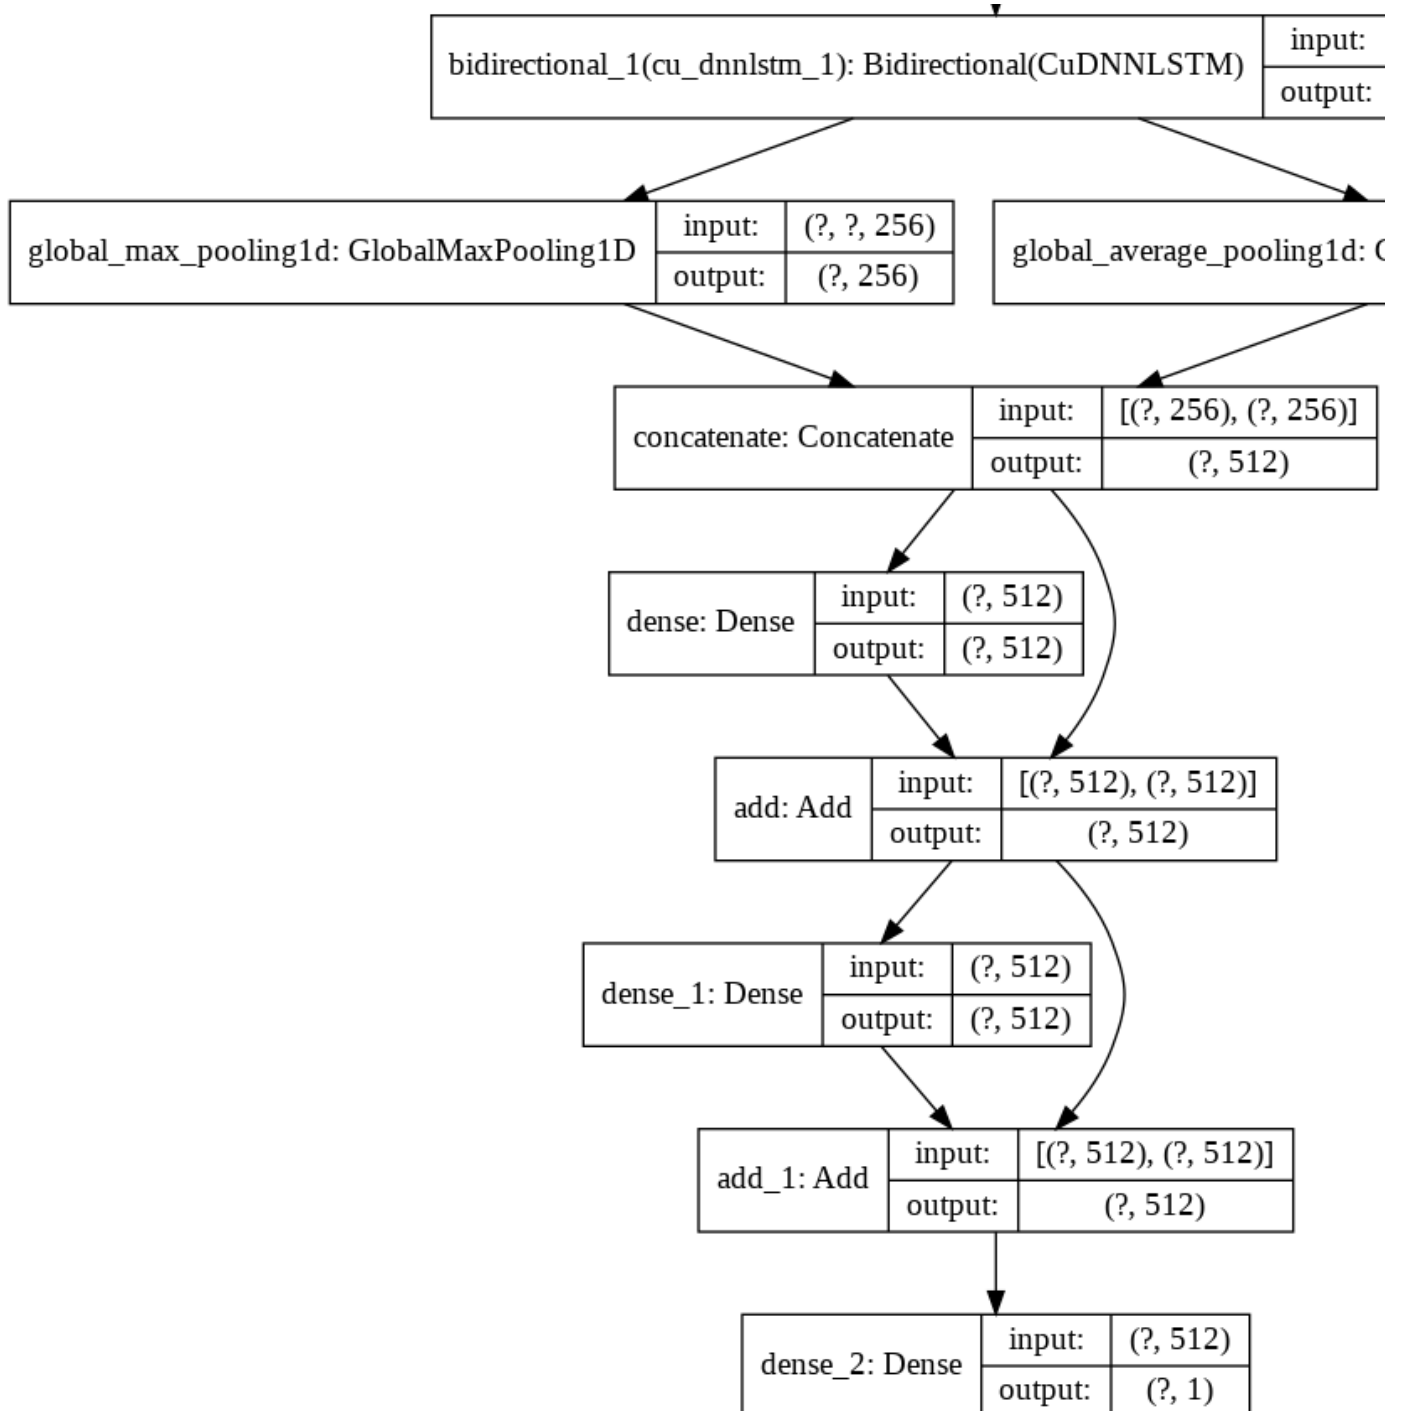 bidirectional_1(cu_dnnlstm_1): Bidirectional(CuDNNLSTM)
input:
output:
global_max_pooling1d: GlobalMaxPooling1D
input: (?, ?, 256)
output: (?, 256)
global_average_pooling1d:
concatenate: Concatenate
input: [(?, 256), (?, 256)]
output: (?, 512)
dense: Dense
input: (?, 512)
output: (?, 512)
add: Add
input: [(?, 512), (?, 512)]
output: (?, 512)
dense_1: Dense
input: (?, 512)
output: (?, 512)
add_1: Add
input: [(?, 512), (?, 512)]
output: (?, 512)
dense_2: Dense
input: (?, 512)
output: (?, 1)